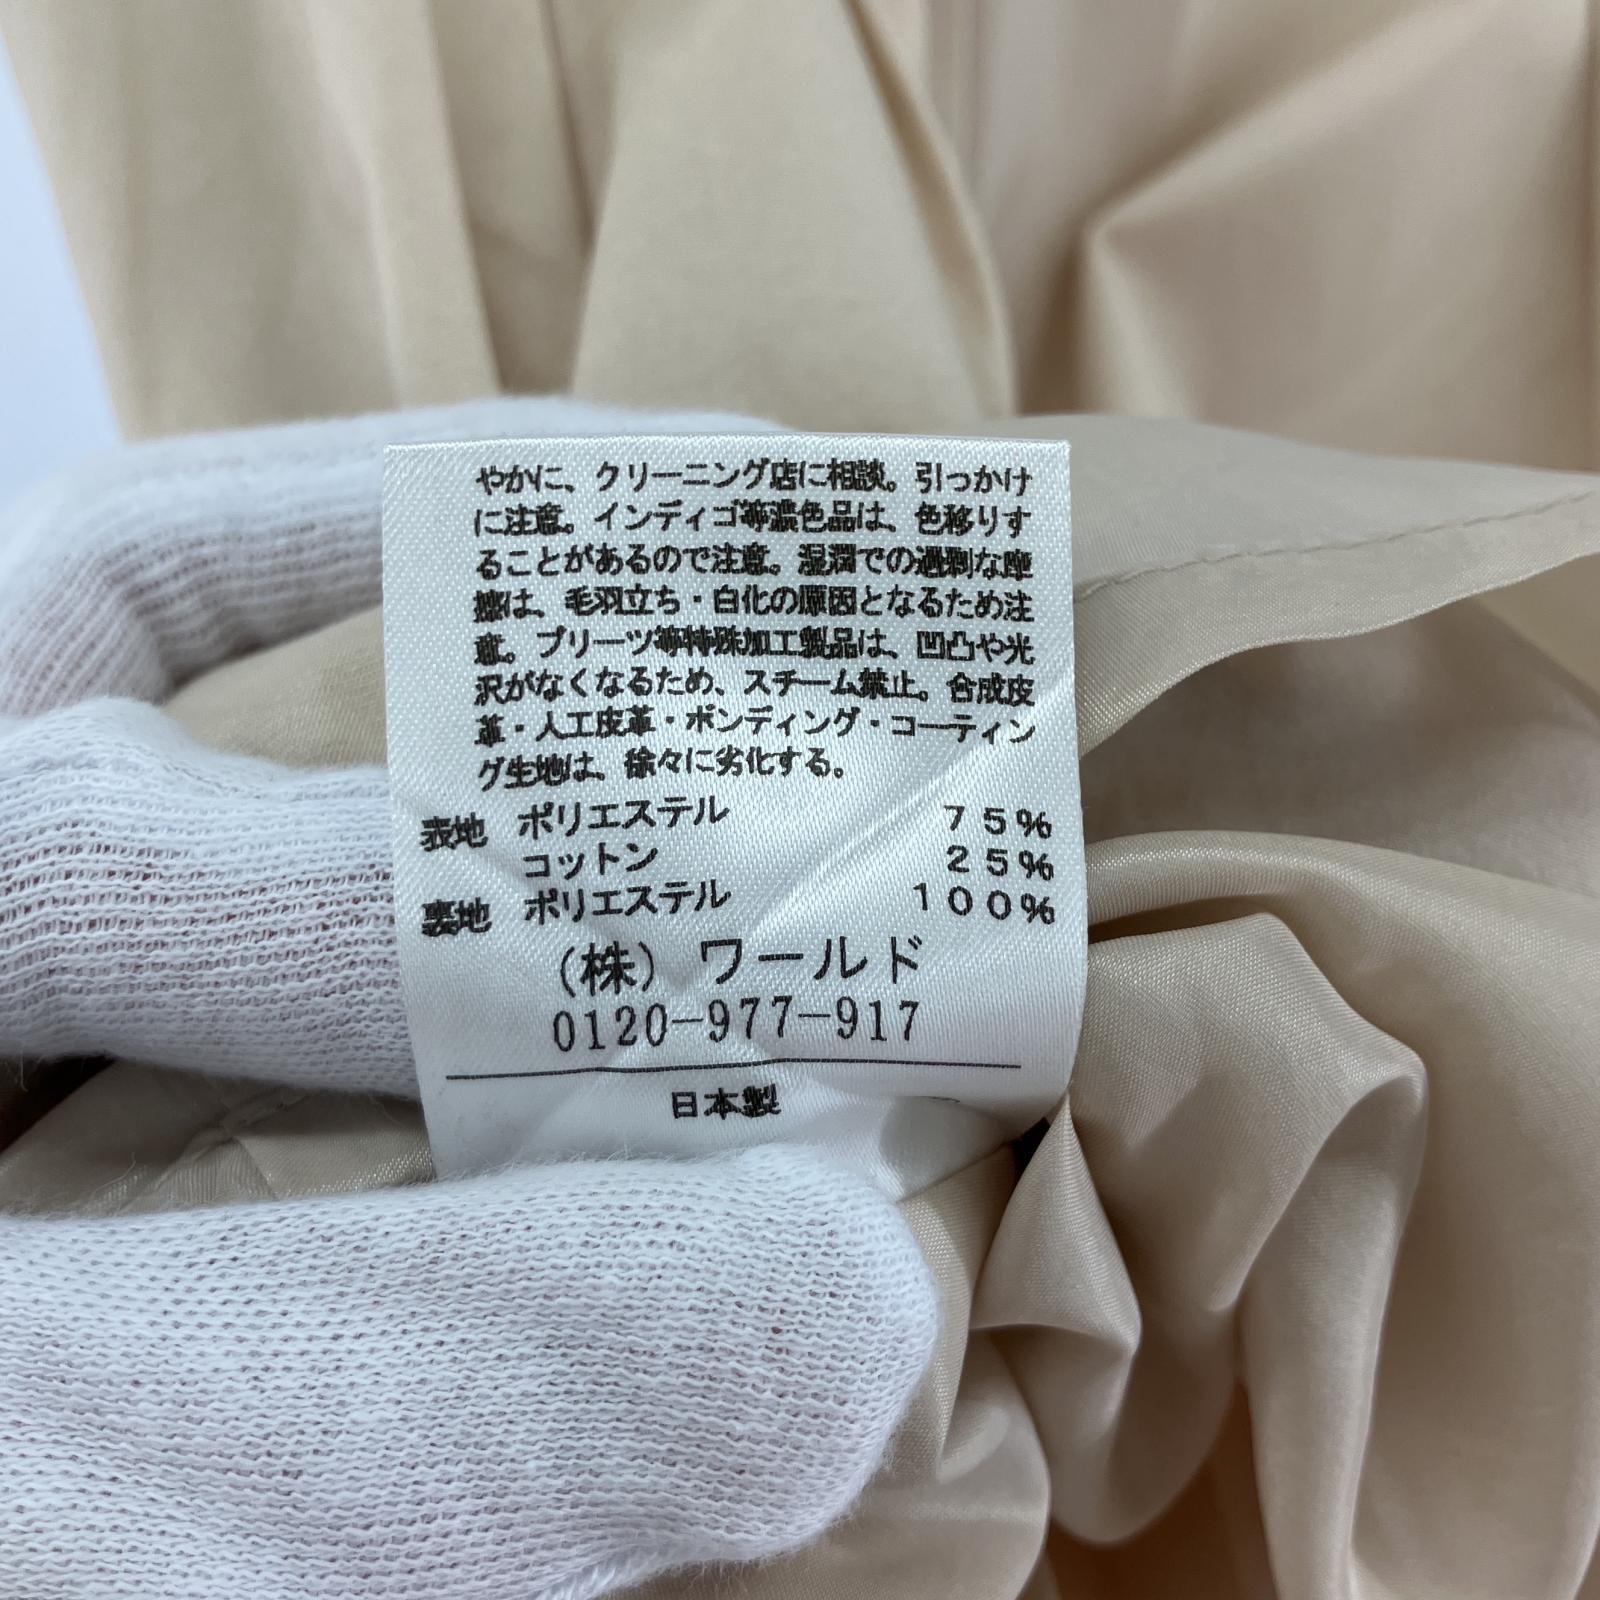 やかに、クリーニング店に相談。引っかけ
に注意。インディゴ等濃色品は、色移りす
ることがあるので注意。湿潤での過剰な摩
擦は、毛羽立ち・白化の原因となるため注
意。プリーツ等特殊加工製品は、凹凸や光
沢がなくなるため、スチーム禁止。合成皮
革・人工皮革・ボンディング・コーティン
グ生地は、徐々に劣化する。
表地 ポリエステル 75%
コットン 25%
裏地 ポリエステル 100%
(株) ワールド
0120-977-917
日本製